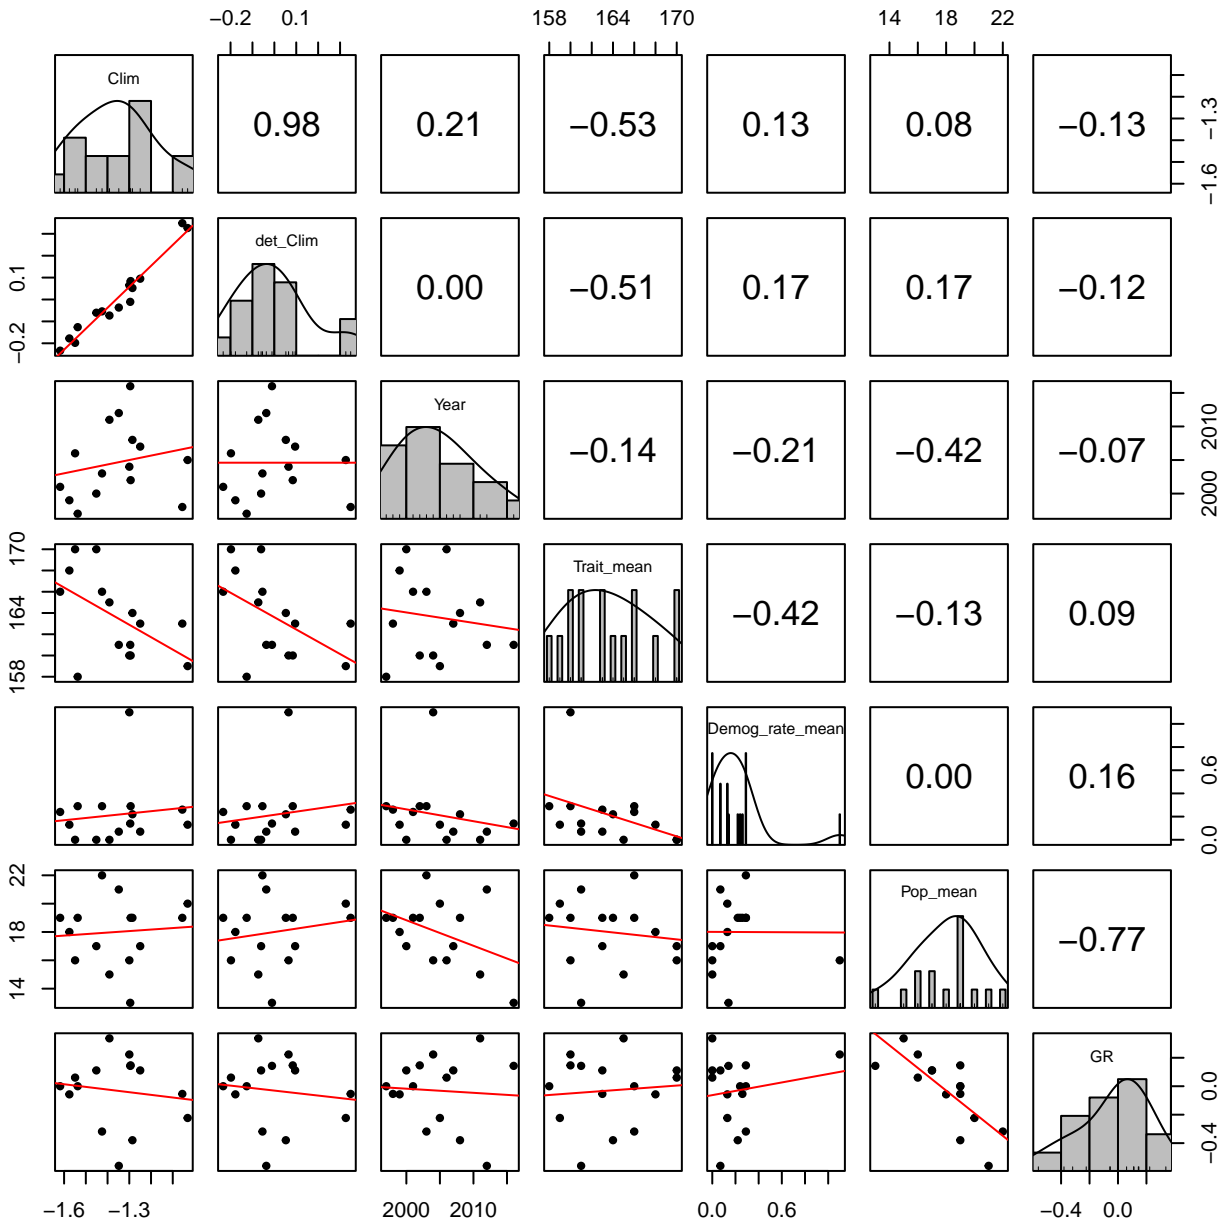 −0.2 0.1 158 164 170 14 18 22
Clim 0.98 0.21 −0.53 0.13 0.08 −0.13 −1.6 −1.3
−0.2 0.1 det_Clim 0.00 −0.51 0.17 0.17 −0.12
Year −0.14 −0.21 −0.42 −0.07 2000 2010
158 164 170 Trait_mean −0.42 −0.13 0.09
Demog_rate_mean 0.00 0.16 0.0 0.6
14 18 22 Pop_mean −0.77
GR −0.4 0.0
−1.6 −1.3 2000 2010 0.0 0.6 −0.4 0.0